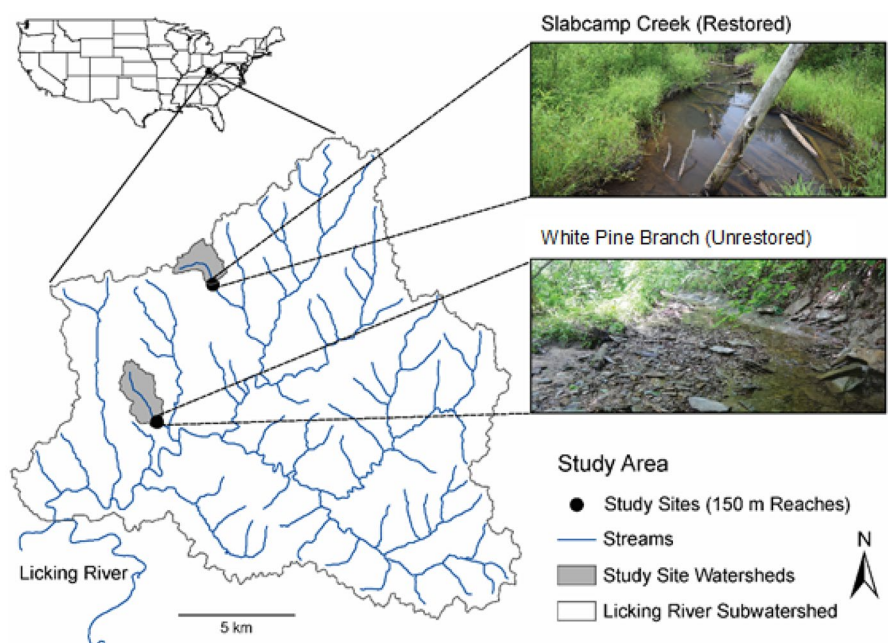 Slabcamp Creek (Restored)
White Pine Branch (Unrestored)
Study Area
Study Sites (150 m Reaches)
Streams
Study Site Watersheds
Licking River Subwatershed
N
Licking River
5 km